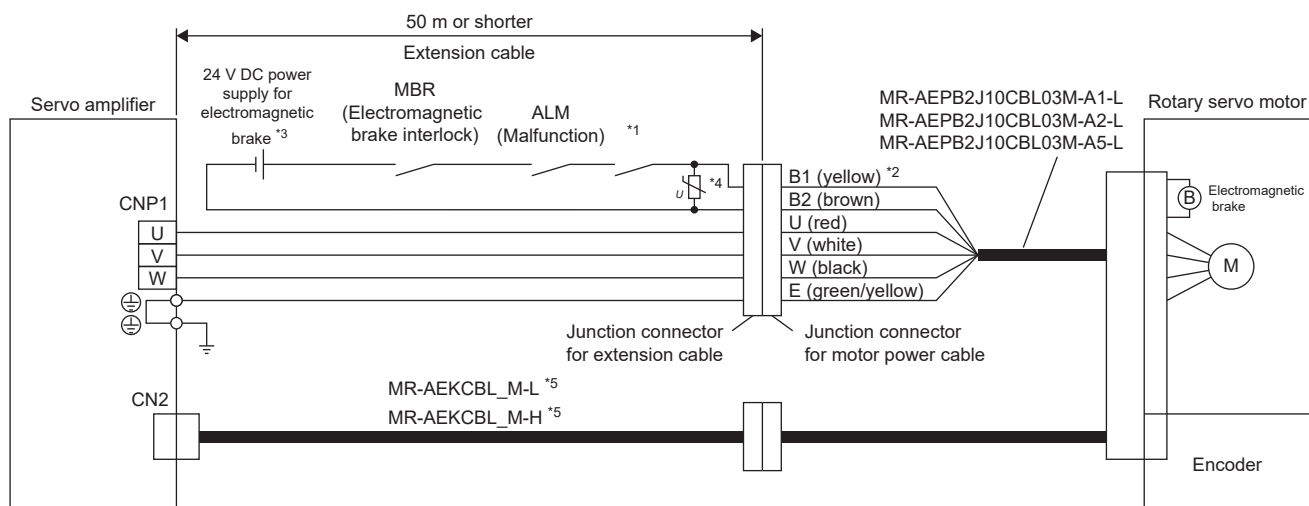 50 m or shorter
Extension cable
24 V DC power
supply for
electromagnetic
brake *3
MBR
(Electromagnetic
brake interlock)
ALM
(Malfunction)
*1
Servo amplifier
MR-AEPB2J10CBL03M-A1-L
MR-AEPB2J10CBL03M-A2-L
MR-AEPB2J10CBL03M-A5-L
Rotary servo motor
U
*4
B1 (yellow) *2
B2 (brown)
U (red)
V (white)
W (black)
E (green/yellow)
B
Electromagnetic
brake
M
CNP1
U
V
W
Junction connector
for extension cable
Junction connector
for motor power cable
CN2
MR-AEKCBL_M-L *5
MR-AEKCBL_M-H *5
Encoder